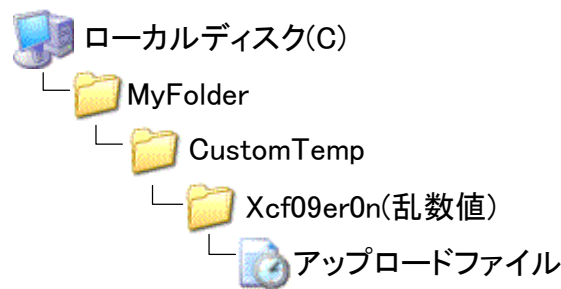 ローカルディスク(C)
MyFolder
CustomTemp
Xcf09er0n(乱数値)
アップロードファイル